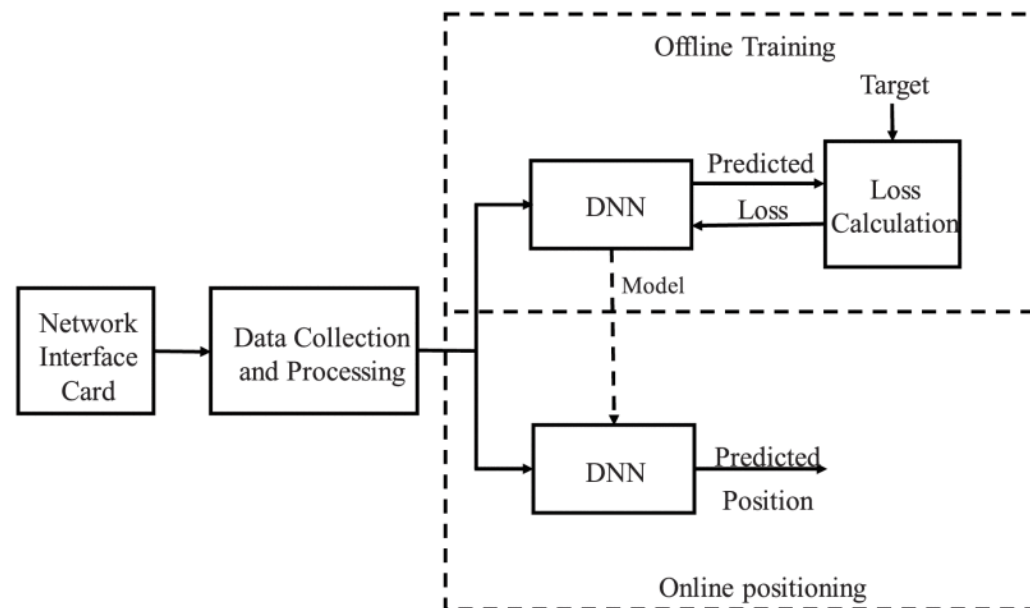 Offline Training
Target
Predicted
DNN
Loss
Loss
Calculation
Model
Network
Interface
Card
Data Collection
and Processing
DNN
Predicted
Position
Online positioning